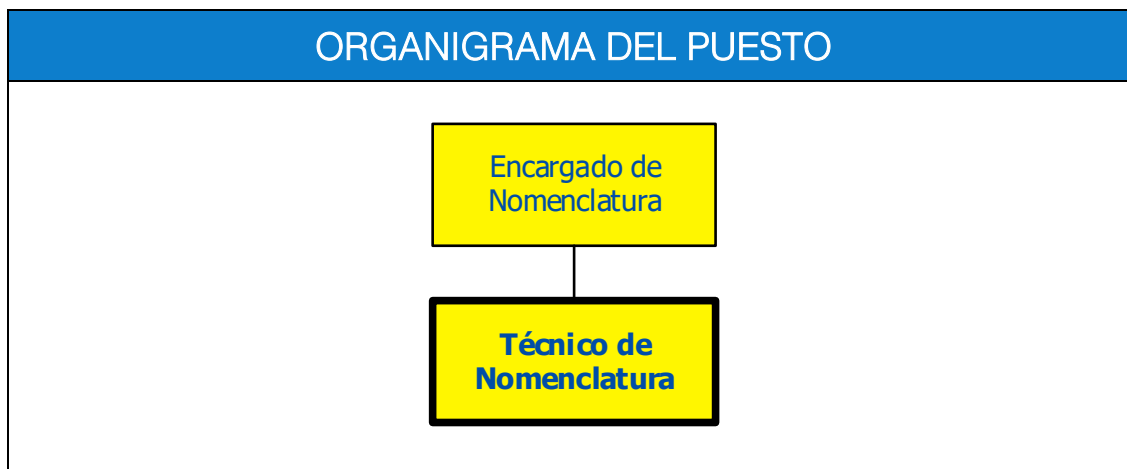 ORGANIGRAMA DEL PUESTO
Encargado de
Nomenclatura
Técnico de
Nomenclatura